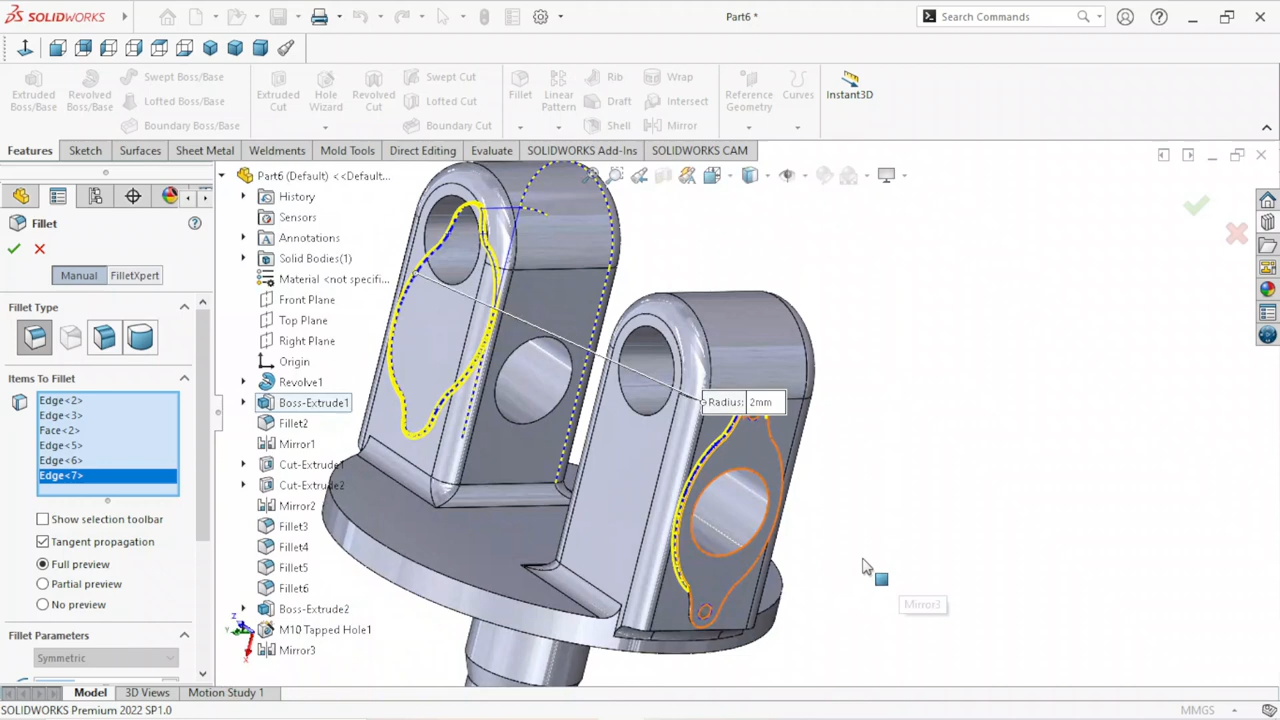 SOLIDWORKS
Part6 *
Search Commands
Extruded Boss/Base
Revolved Boss/Base
Swept Boss/Base
Lofted Boss/Base
Boundary Boss/Base
Extruded Cut
Hole Wizard
Revolved Cut
Swept Cut
Lofted Cut
Boundary Cut
Fillet
Linear Pattern
Rib
Draft
Shell
Wrap
Intersect
Mirror
Reference Geometry
Curves
Instant3D
Features
Sketch
Surfaces
Sheet Metal
Weldments
Mold Tools
Direct Editing
Evaluate
SOLIDWORKS Add-Ins
SOLIDWORKS CAM
Fillet
Manual
FilletXpert
Fillet Type
Items To Fillet
Edge<2>
Edge<3>
Face<2>
Edge<5>
Edge<6>
Edge<7>
Show selection toolbar
Tangent propagation
Full preview
Partial preview
No preview
Fillet Parameters
Symmetric
Part6 (Default) <<Default...
History
Sensors
Annotations
Solid Bodies(1)
Material <not specifi...
Front Plane
Top Plane
Right Plane
Origin
Revolve1
Boss-Extrude1
Fillet2
Mirror1
Cut-Extrude1
Cut-Extrude2
Mirror2
Fillet3
Fillet4
Fillet5
Fillet6
Boss-Extrude2
M10 Tapped Hole1
Mirror3
Radius: 2mm
Mirror3
Z
Y
X
Model
3D Views
Motion Study 1
SOLIDWORKS Premium 2022 SP1.0
MMGS